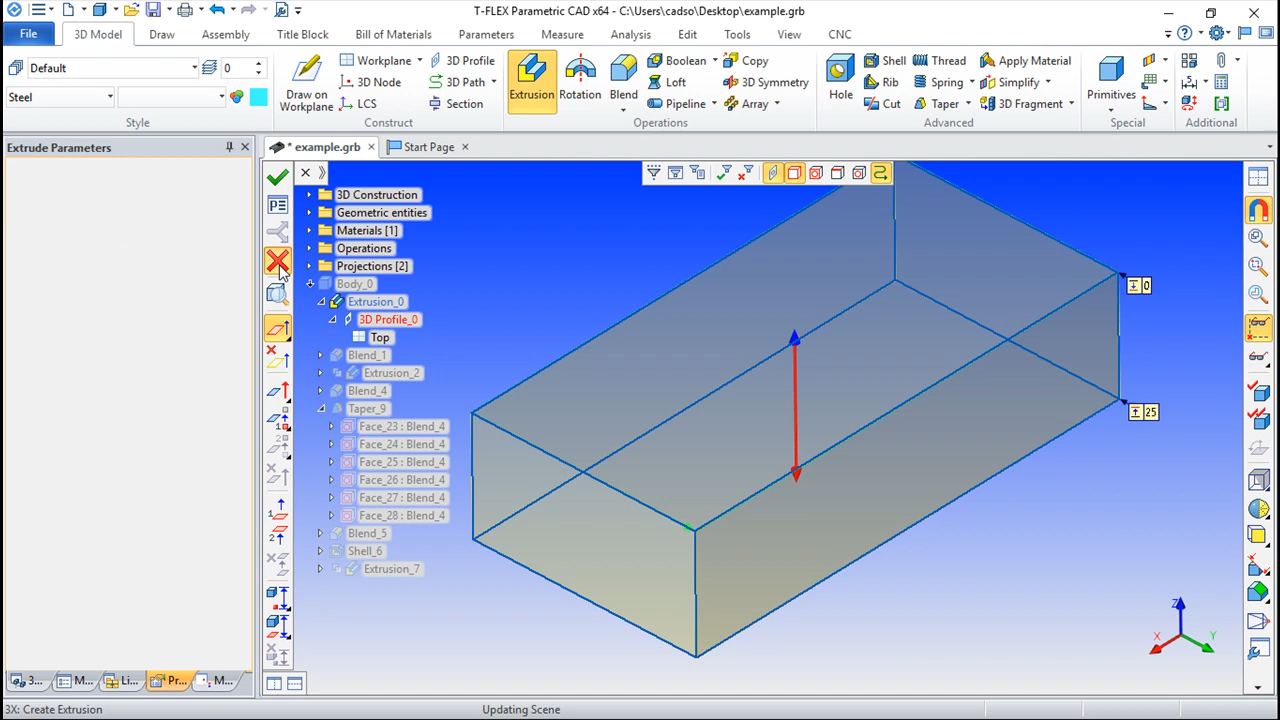 T-FLEX Parametric CAD x64 - C:\Users\cadso\Desktop\example.grb
File
3D Model
Draw
Assembly
Title Block
Bill of Materials
Parameters
Measure
Analysis
Edit
Tools
View
CNC
Default
0
Steel
Style
Draw on
Workplane
Workplane
3D Node
LCS
3D Profile
3D Path
Section
Construct
Extrusion
Rotation
Blend
Boolean
Loft
Pipeline
Copy
3D Symmetry
Array
Operations
Hole
Shell
Rib
Cut
Thread
Spring
Taper
Apply Material
Simplify
3D Fragment
Advanced
Primitives
Special
Additional
Extrude Parameters
* example.grb
Start Page
3D Construction
Geometric entities
Materials [1]
Operations
Projections [2]
Body_0
Extrusion_0
3D Profile_0
Top
Blend_1
Extrusion_2
Blend_4
Taper_9
Face_23 : Blend_4
Face_24 : Blend_4
Face_25 : Blend_4
Face_26 : Blend_4
Face_27 : Blend_4
Face_28 : Blend_4
Blend_5
Shell_6
Extrusion_7
0
25
Z
X
Y
3...
M...
Li...
Pr...
M...
3X: Create Extrusion
Updating Scene